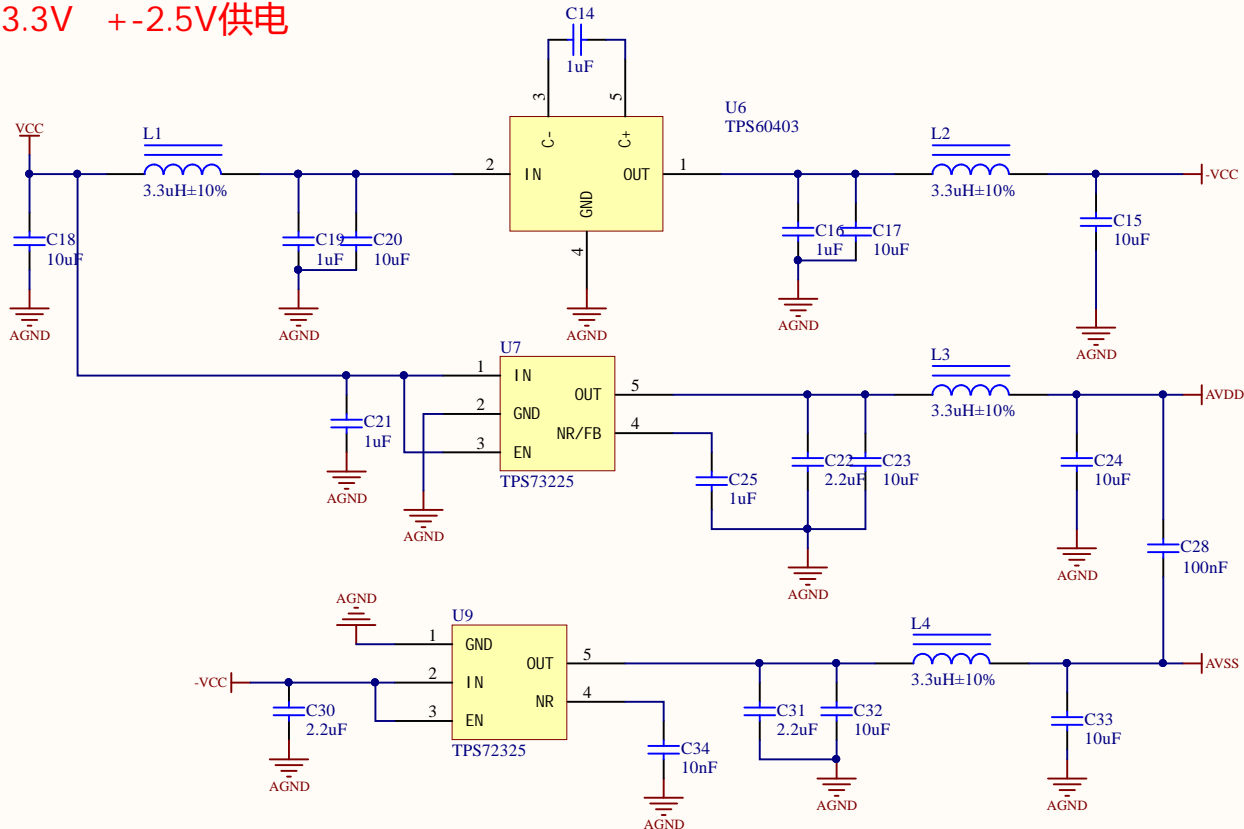 3.3V +-2.5V供电
C14
1uF
3
5
C-
C+
U6
TPS60403
VCC
L1
3.3uH±10%
2
IN
OUT
1
GND
4
L2
3.3uH±10%
-VCC
C18
10uF
C19
1uF
C20
10uF
C16
1uF
C17
10uF
C15
10uF
AGND
AGND
AGND
AGND
AGND
U7
1
IN
2
GND
3
EN
OUT
5
NR/FB
4
TPS73225
L3
3.3uH±10%
AVDD
C21
1uF
AGND
AGND
C25
1uF
C22
2.2uF
C23
10uF
AGND
C24
10uF
AGND
C28
100nF
AGND
U9
1
GND
2
IN
3
EN
OUT
5
NR
4
TPS72325
-VCC
C30
2.2uF
AGND
C34
10nF
AGND
L4
3.3uH±10%
AVSS
C31
2.2uF
C32
10uF
AGND
C33
10uF
AGND